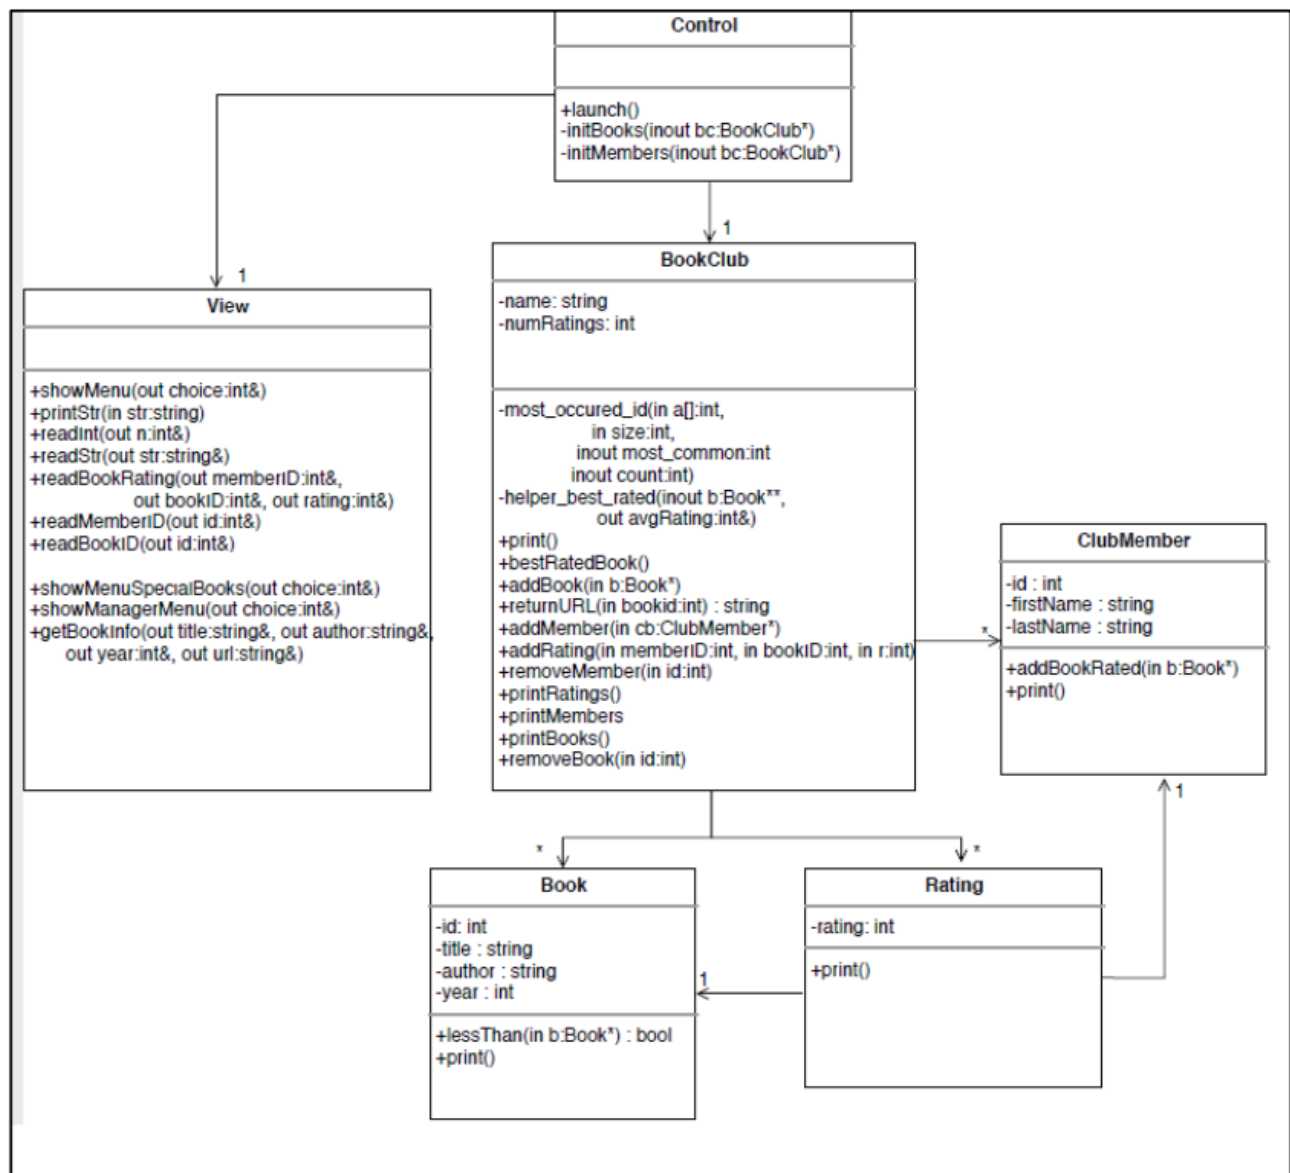 Control
+launch()
-initBooks(inout bc:BookClub*)
-initMembers(inout bc:BookClub*)
1
1
View
+showMenu(out choice:int&)
+printStr(in str:string)
+readInt(out n:int&)
+readStr(out str:string&)
+readBookRating(out memberID:int&,
out bookID:int&, out rating:int&)
+readMemberID(out id:int&)
+readBookID(out id:int&)
+showMenuSpecialBooks(out choice:int&)
+showManagerMenu(out choice:int&)
+getBookInfo(out title:string&, out author:string&,
out year:int&, out url:string&)
BookClub
-name: string
-numRatings: int
-most_occured_id(in a[]:int,
in size:int,
inout most_common:int
inout count:int)
-helper_best_rated(inout b:Book**,
out avgRating:int&)
+print()
+bestRatedBook()
+addBook(in b:Book*)
+returnURL(in bookid:int) : string
+addMember(in cb:ClubMember*)
+addRating(in memberID:int, in bookID:int, in r:int)
+removeMember(in id:int)
+printRatings()
+printMembers
+printBooks()
+removeBook(in id:int)
*
ClubMember
-id : int
-firstName : string
-lastName : string
+addBookRated(in b:Book*)
+print()
1
*
*
Book
-id: int
-title : string
-author : string
-year : int
+lessThan(in b:Book*) : bool
+print()
1
Rating
-rating: int
+print()